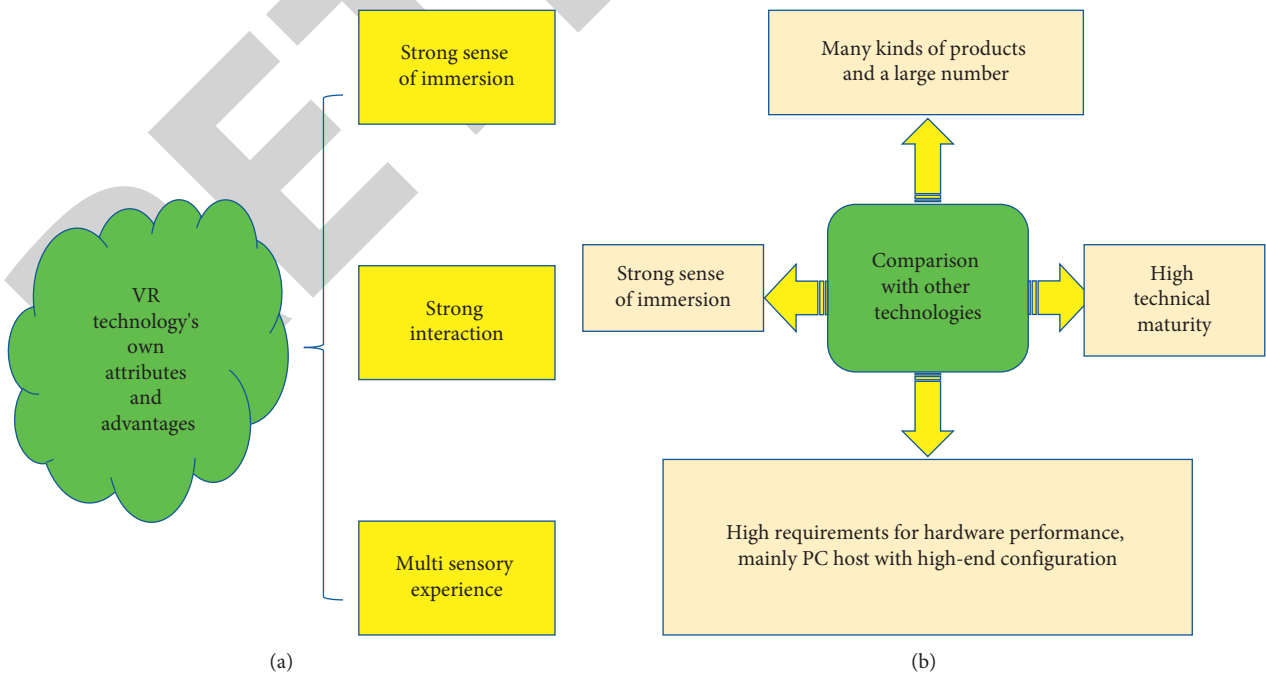 VR
technology's
own
attributes
and
advantages
Strong sense
of immersion
Strong
interaction
Multi sensory
experience
(a)
Many kinds of products
and a large number
Strong sense
of immersion
Comparison
with other
technologies
High
technical
maturity
High requirements for hardware performance,
mainly PC host with high-end configuration
(b)